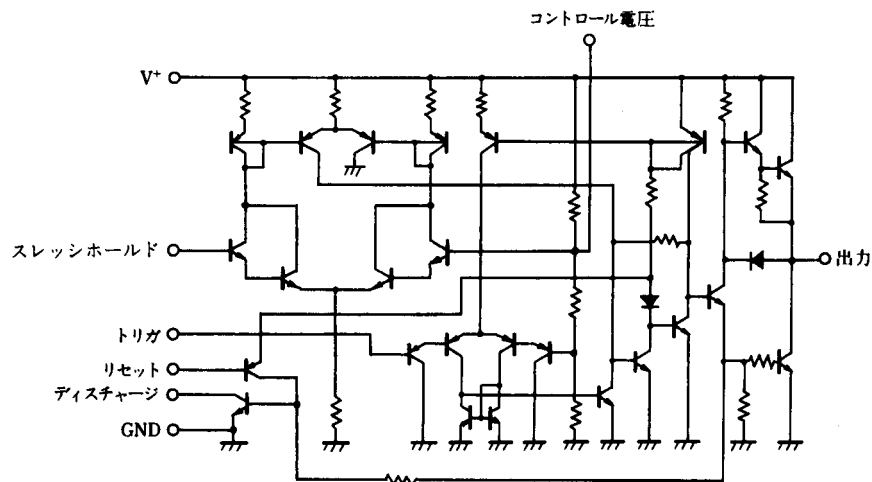 コントロール電圧
V+
スレッシホールド
出力
トリガ
リセット
ディスチャージ
GND